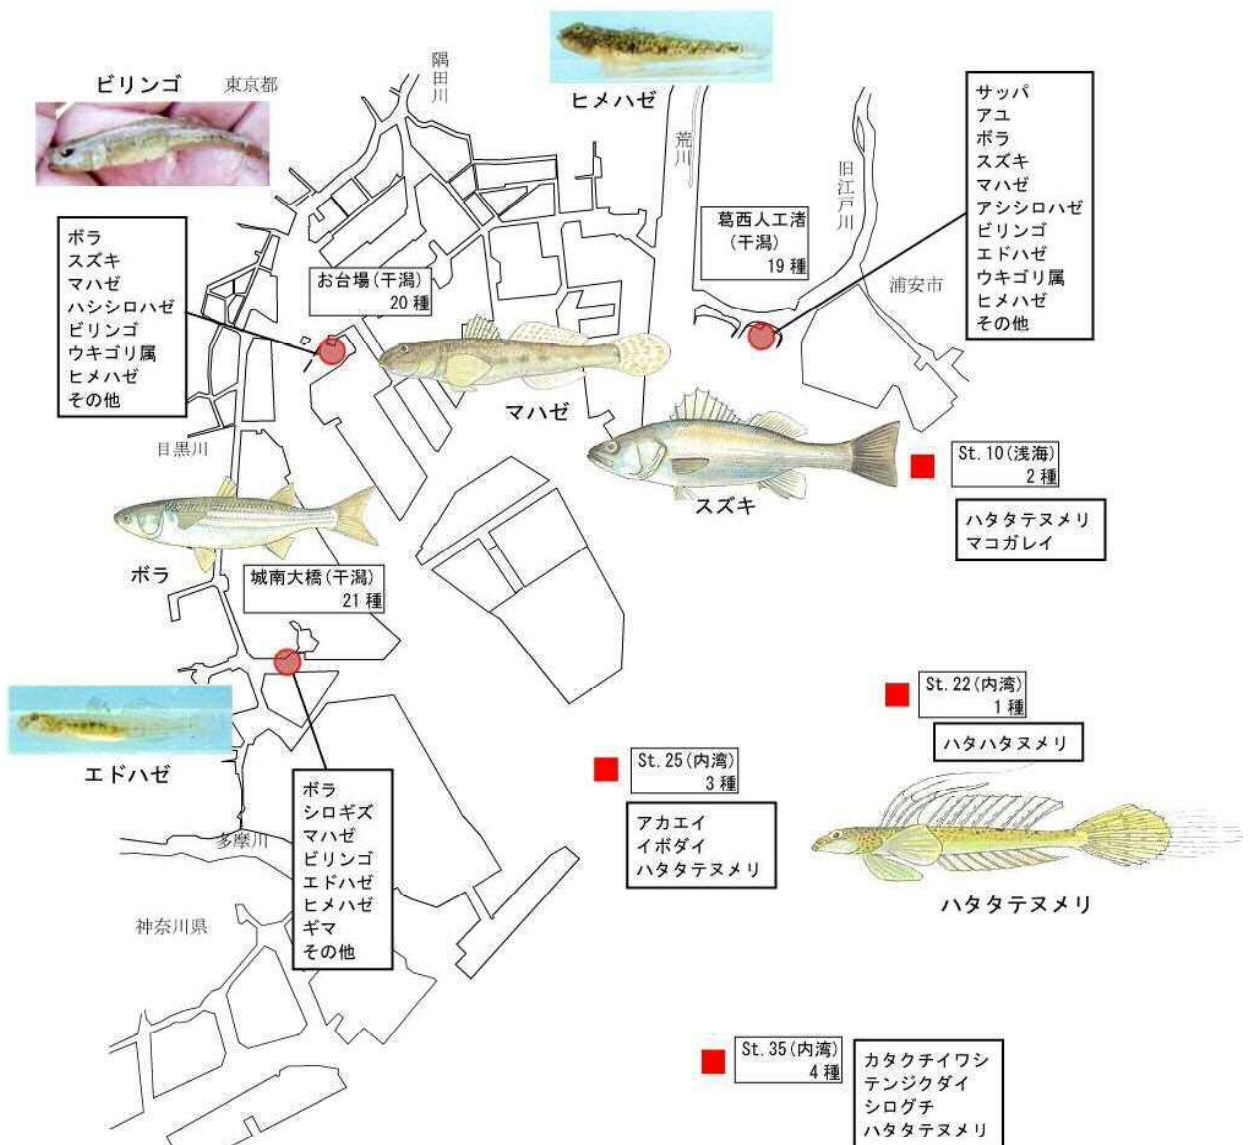 ビリンゴ
東京都
隅田川
ヒメハゼ
荒川
旧江戸川
サッパ
アユ
ボラ
スズキ
マハゼ
アシシロハゼ
ビリンゴ
エドハゼ
ウキゴリ属
ヒメハゼ
その他
葛西人工渚
(干潟)
19 種
浦安市
ボラ
スズキ
マハゼ
ハシシロハゼ
ビリンゴ
ウキゴリ属
ヒメハゼ
その他
お台場(干潟)
20 種
マハゼ
目黒川
スズキ
St. 10(浅海)
2 種
ハタタテヌメリ
マコガレイ
ボラ
城南大橋(干潟)
21 種
エドハゼ
St. 22(内湾)
1 種
ハタハタヌメリ
St. 25(内湾)
3 種
アカエイ
イボダイ
ハタタテヌメリ
ハタタテヌメリ
多摩川
ボラ
シロギズ
マハゼ
ビリンゴ
エドハゼ
ヒメハゼ
ギマ
その他
神奈川県
St. 35(内湾)
4 種
カタクチイワシ
テンジクダイ
シログチ
ハタタテヌメリ